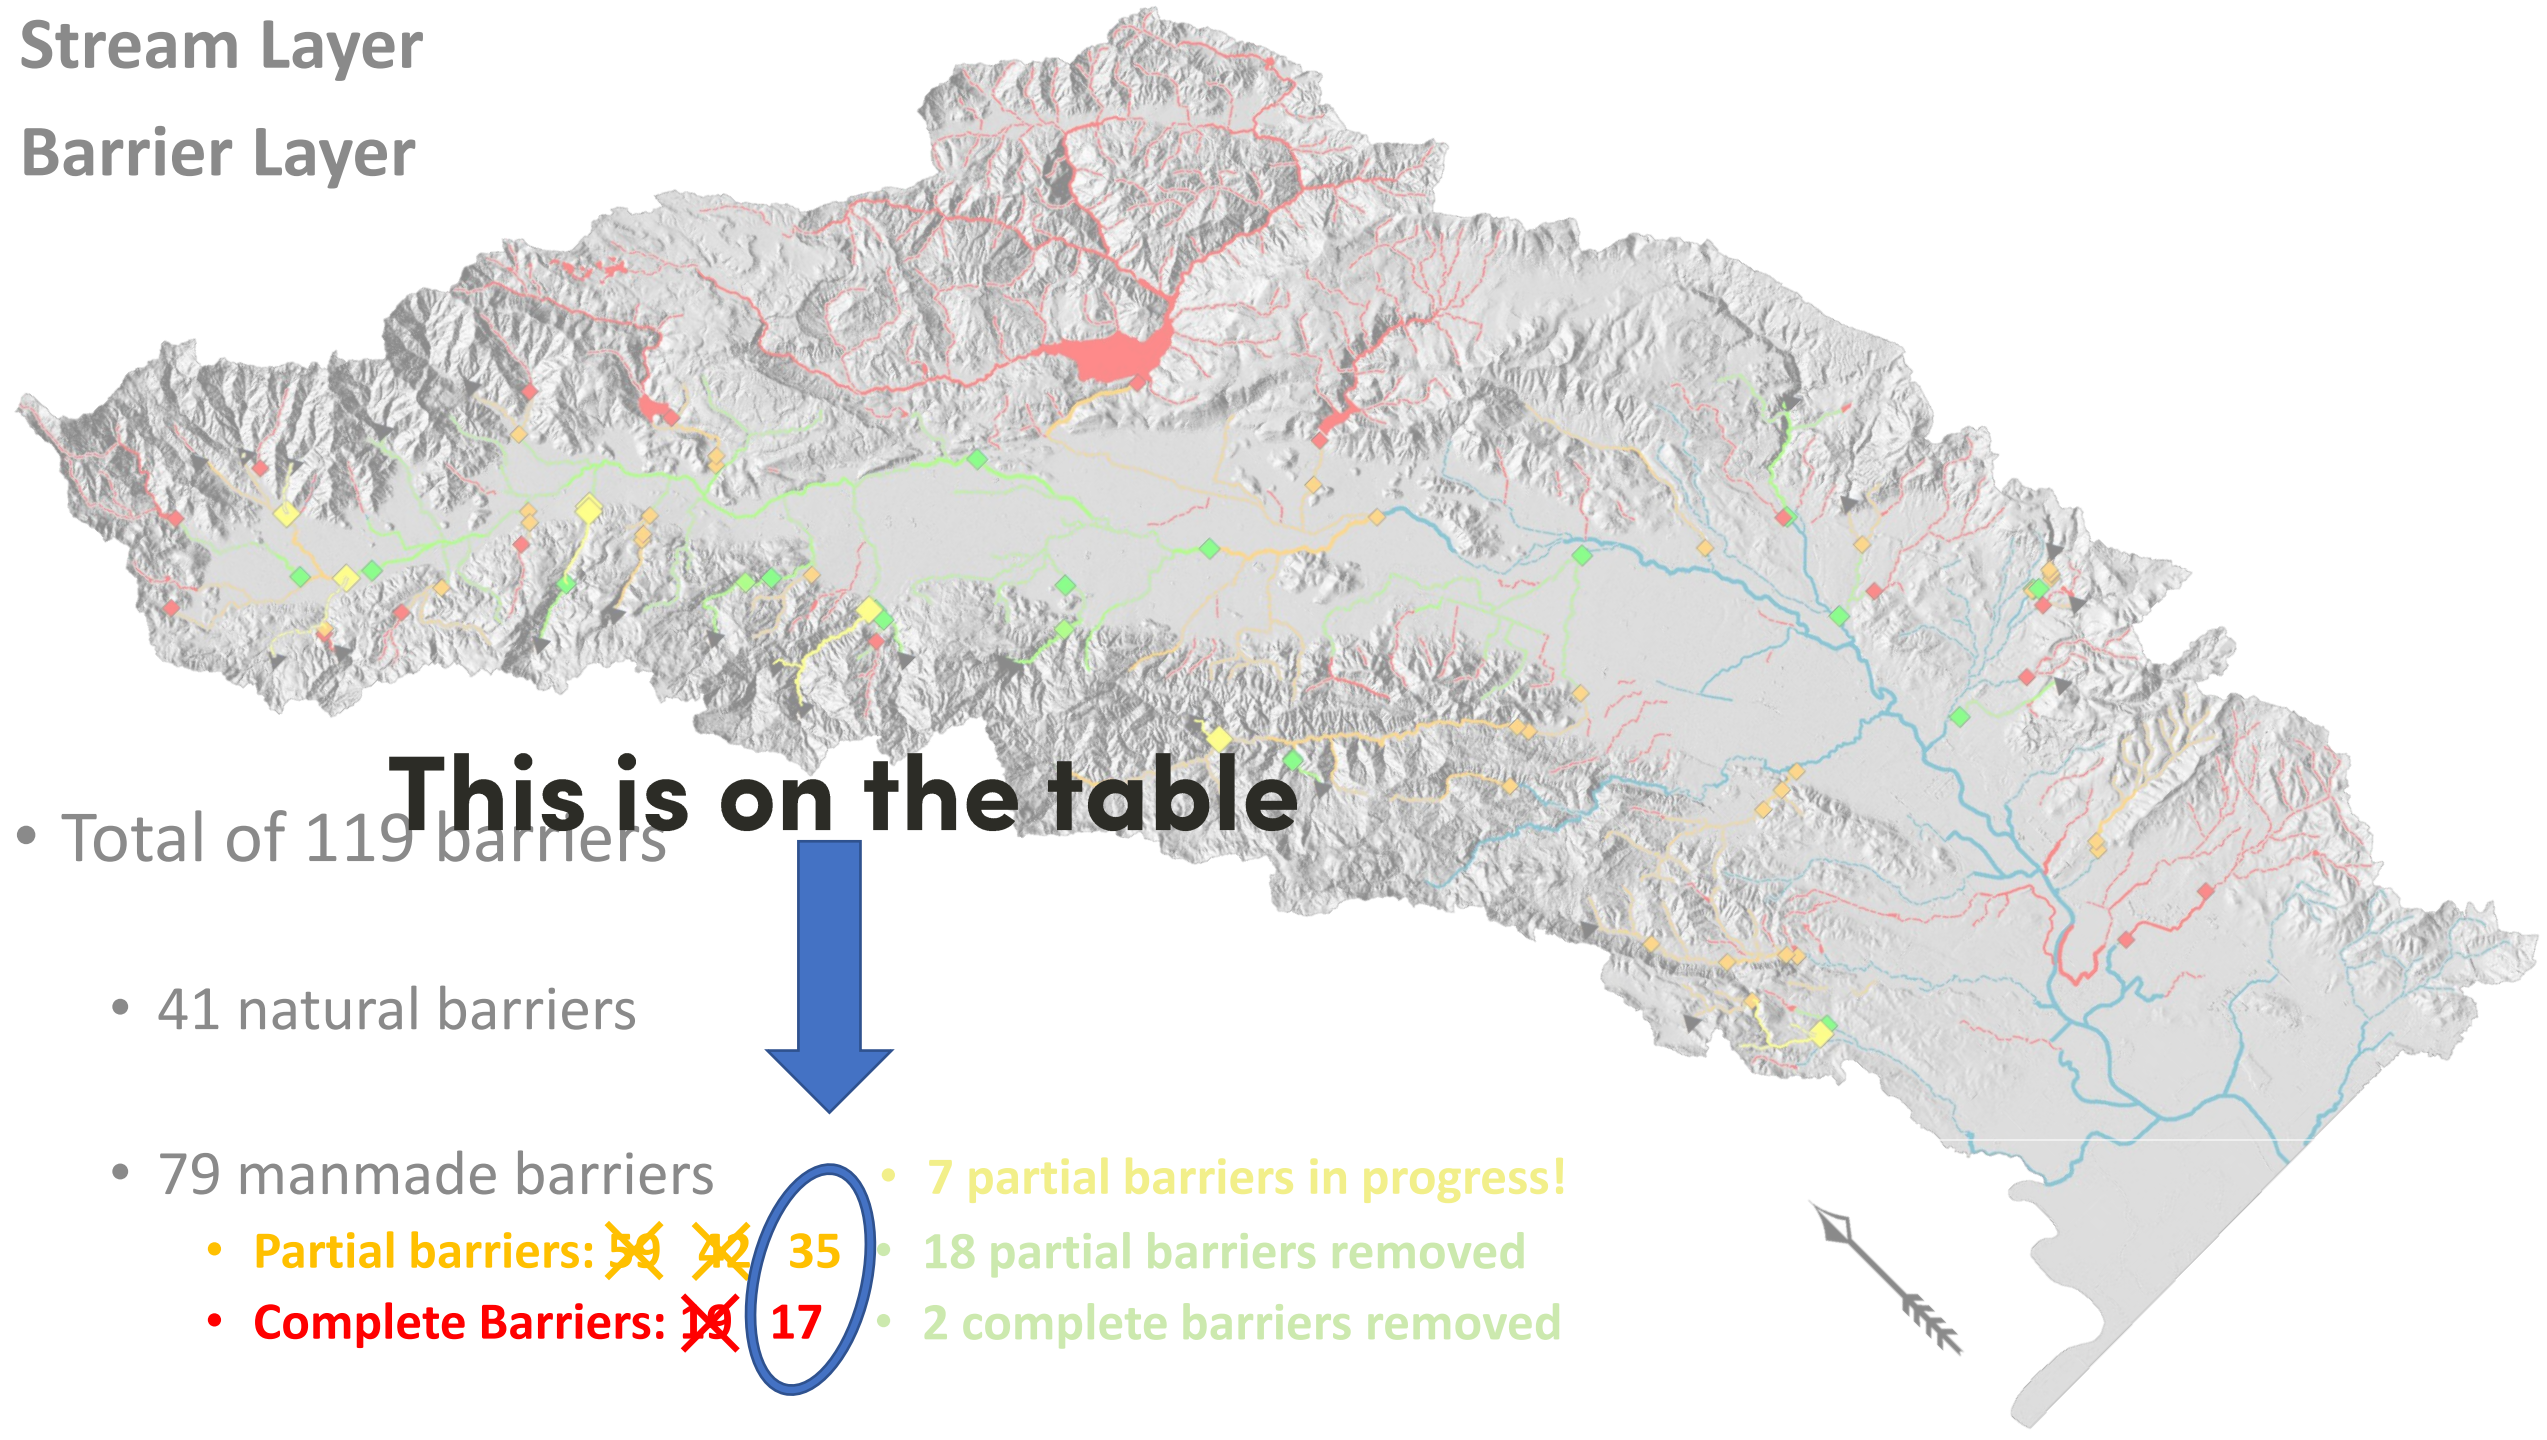 Stream Layer
Barrier Layer
This is on the table
• Total of 119 barriers
• 41 natural barriers
• 79 manmade barriers
• Partial barriers: 59 42 35
• Complete Barriers: 19 17
• 7 partial barriers in progress!
• 18 partial barriers removed
• 2 complete barriers removed